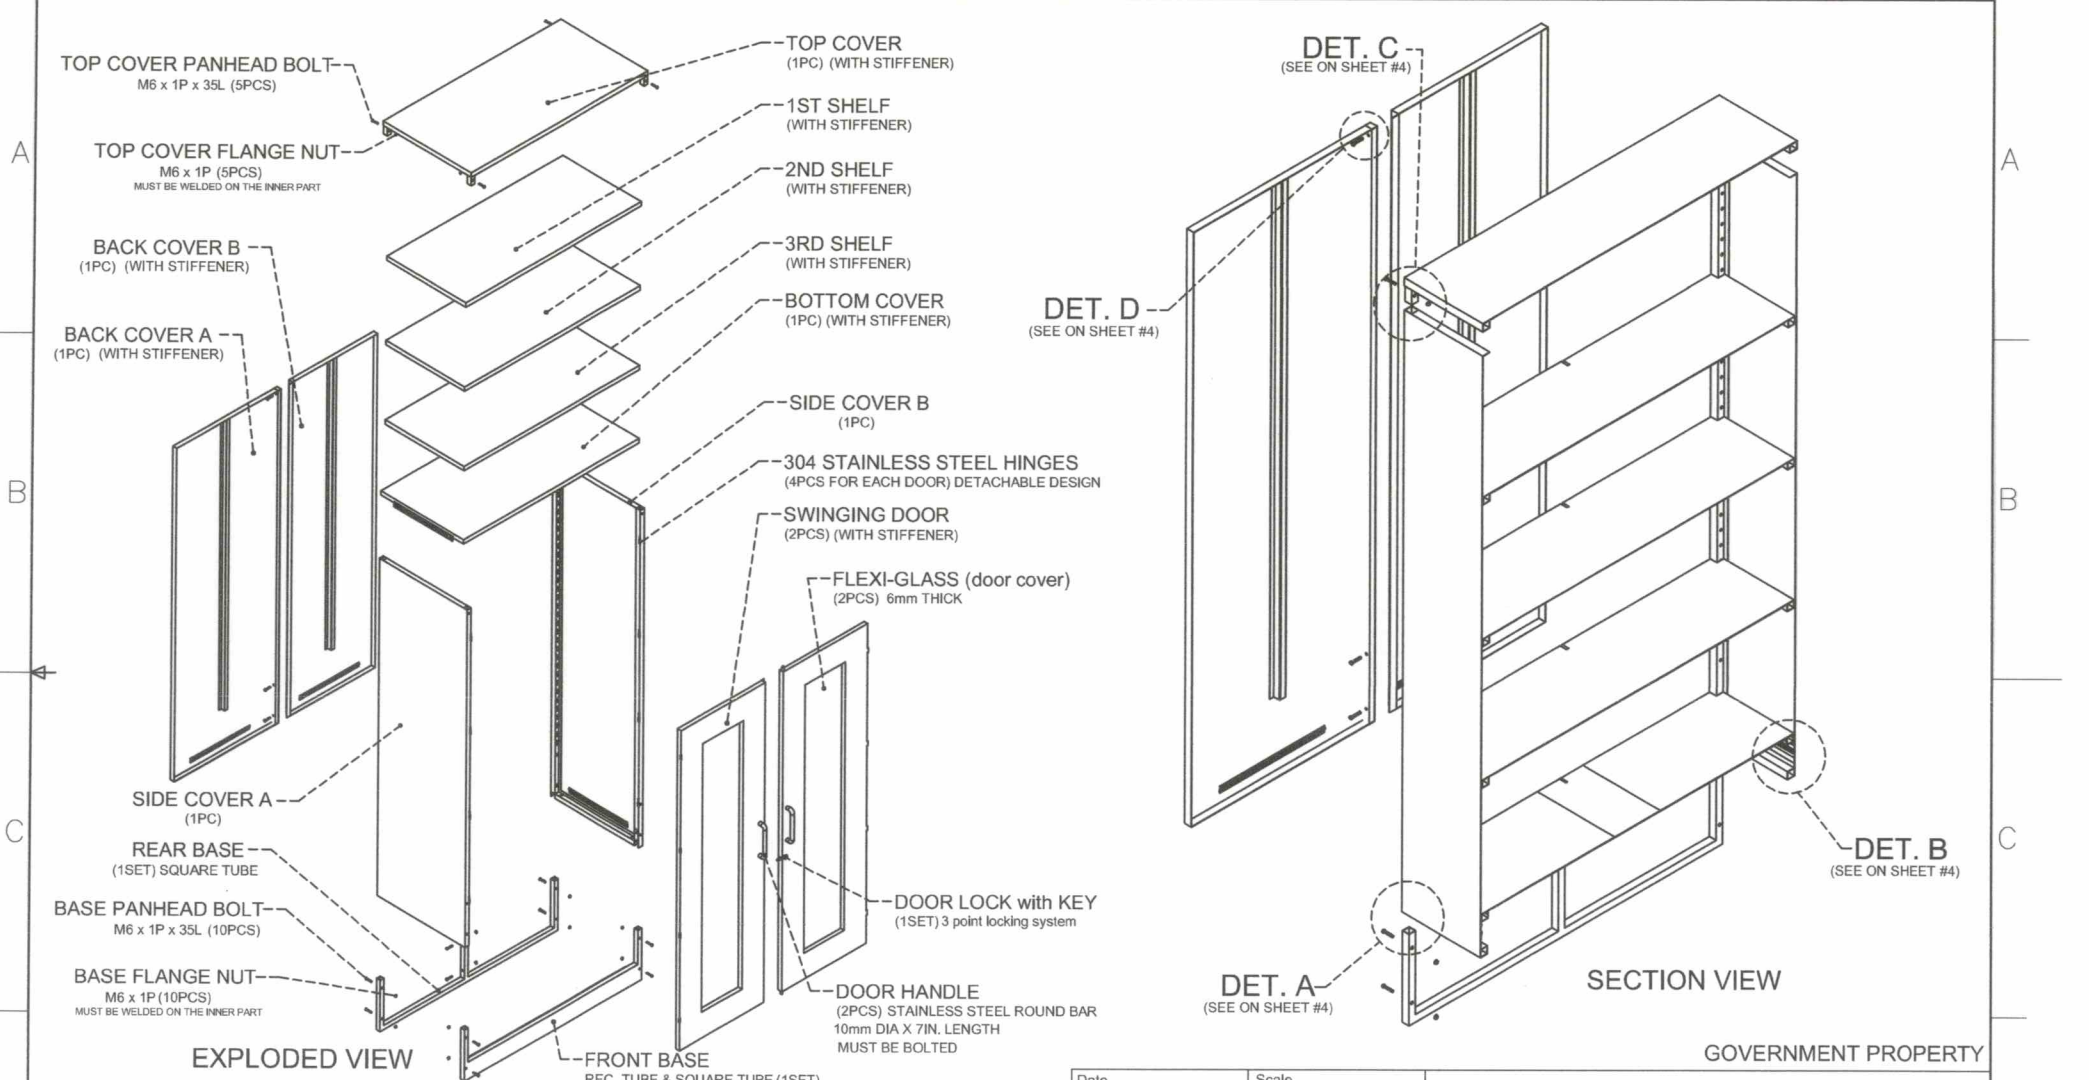 TOP COVER PANHEAD BOLT
M6 x 1P x 35L (5PCS)
TOP COVER FLANGE NUT
M6 x 1P (5PCS)
MUST BE WELDED ON THE INNER PART
BACK COVER B
(1PC) (WITH STIFFENER)
BACK COVER A
(1PC) (WITH STIFFENER)
SIDE COVER A
(1PC)
REAR BASE
(1SET) SQUARE TUBE
BASE PANHEAD BOLT
M6 x 1P x 35L (10PCS)
BASE FLANGE NUT
M6 x 1P (10PCS)
MUST BE WELDED ON THE INNER PART
EXPLODED VIEW
TOP COVER
(1PC) (WITH STIFFENER)
1ST SHELF
(WITH STIFFENER)
2ND SHELF
(WITH STIFFENER)
3RD SHELF
(WITH STIFFENER)
BOTTOM COVER
(1PC) (WITH STIFFENER)
SIDE COVER B
(1PC)
304 STAINLESS STEEL HINGES
(4PCS FOR EACH DOOR) DETACHABLE DESIGN
SWINGING DOOR
(2PCS) (WITH STIFFENER)
FLEXI-GLASS (door cover)
(2PCS) 6mm THICK
DOOR LOCK with KEY
(1SET) 3 point locking system
DOOR HANDLE
(2PCS) STAINLESS STEEL ROUND BAR
10mm DIA X 7IN. LENGTH
MUST BE BOLTED
FRONT BASE
REC. TUBE & SQUARE TUBE (1SET)
DET. C
(SEE ON SHEET #4)
DET. D
(SEE ON SHEET #4)
DET. B
(SEE ON SHEET #4)
DET. A
(SEE ON SHEET #4)
SECTION VIEW
GOVERNMENT PROPERTY
Date
Scale
A
B
C
A
B
C